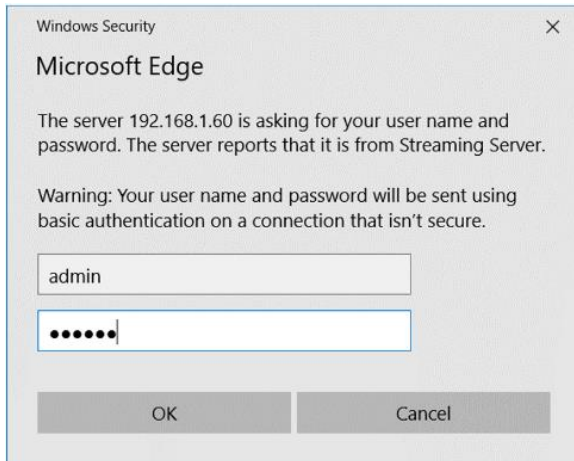 Windows Security
Microsoft Edge
The server 192.168.1.60 is asking for your user name and
password. The server reports that it is from Streaming Server.
Warning: Your user name and password will be sent using
basic authentication on a connection that isn’t secure.
admin
●●●●●●
OK Cancel